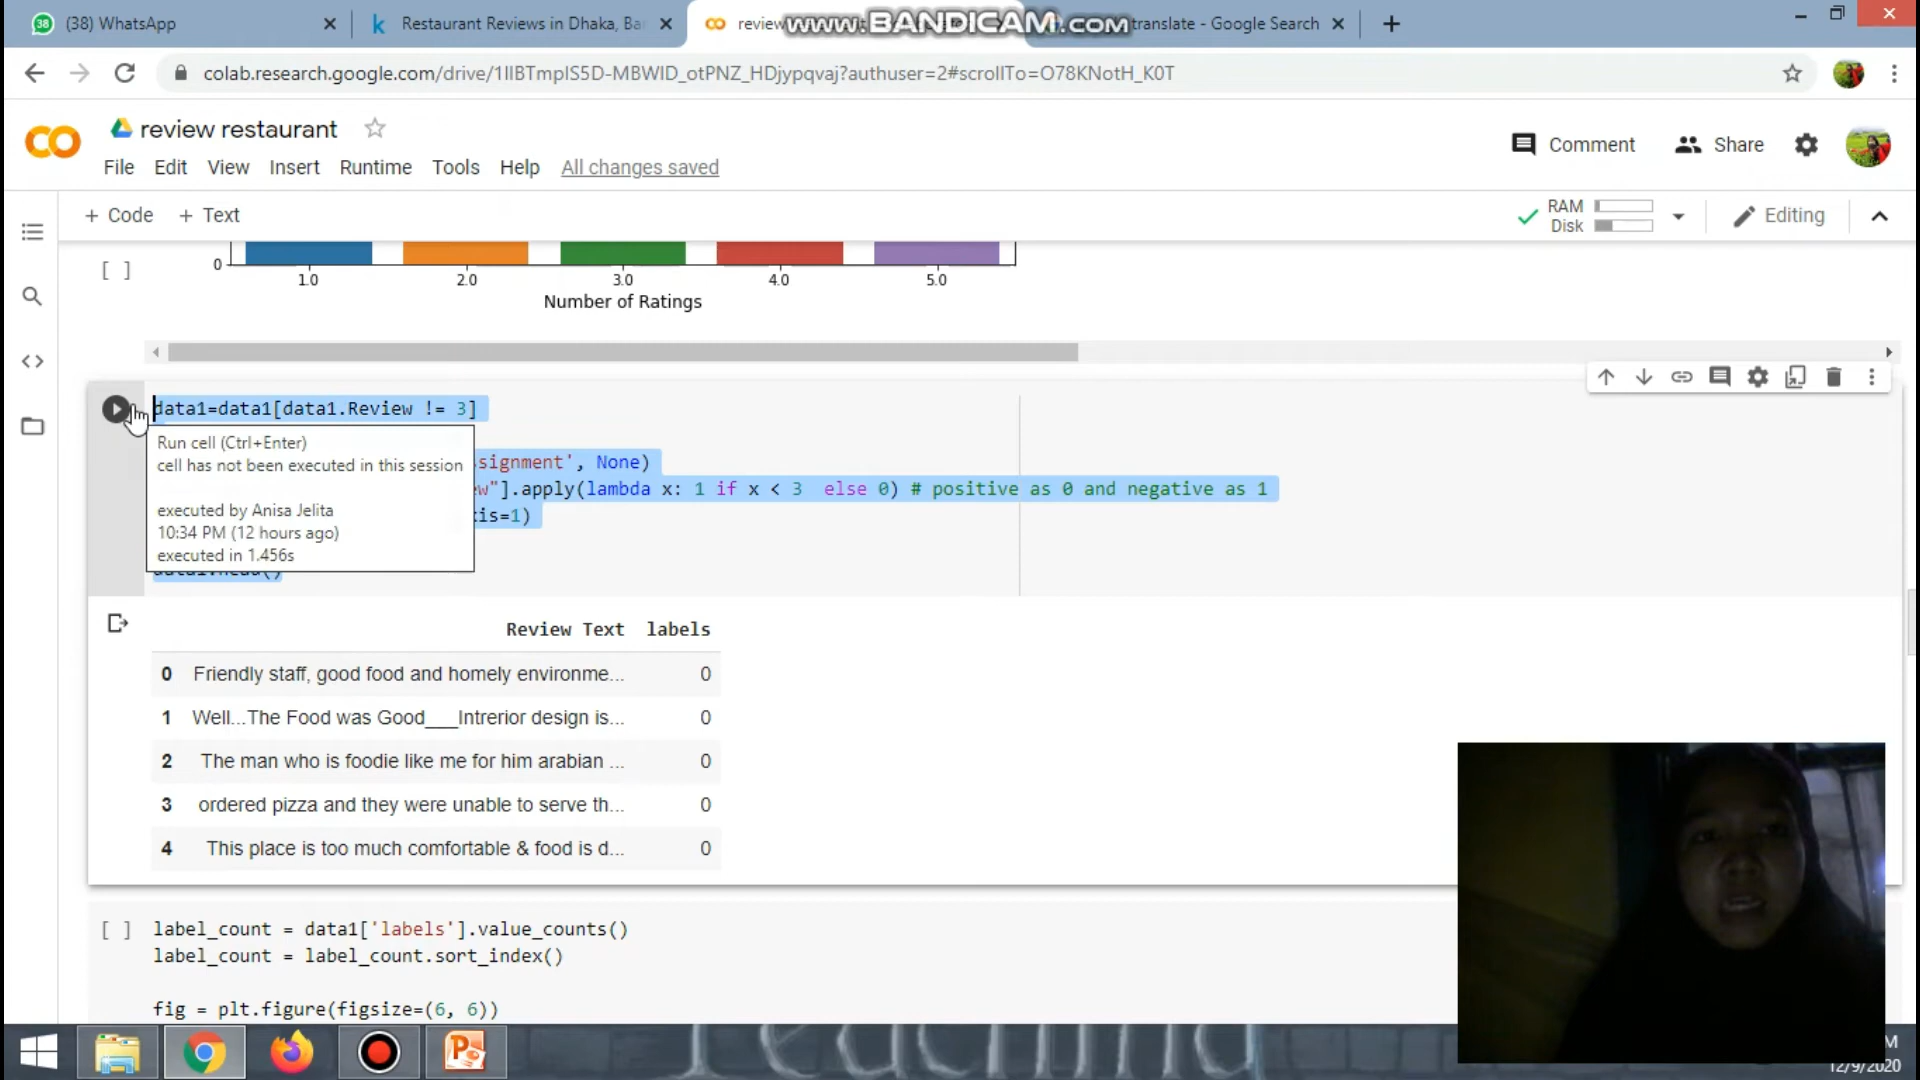 (38) WhatsApp
Restaurant Reviews in Dhaka, Ba
review
www.BANDICAM.com
translate - Google Search
colab.research.google.com/drive/1IIBTmpIS5D-MBWID_otPNZ_HDjypqvaj?authuser=2#scrollTo=O78KNotH_K0T
review restaurant
File Edit View Insert Runtime Tools Help All changes saved
Comment Share
+ Code + Text
RAM
Disk
Editing
0
1.0 2.0 3.0 4.0 5.0
Number of Ratings
[ ]
data1=data1[data1.Review != 3]
Run cell (Ctrl+Enter)
cell has not been executed in this session
executed by Anisa Jelita
10:34 PM (12 hours ago)
executed in 1.456s
signment', None)
ew"].apply(lambda x: 1 if x < 3 else 0) # positive as 0 and negative as 1
is=1)
Review Text labels
0 Friendly staff, good food and homely environme... 0
1 Well...The Food was Good___Intrerior design is... 0
2 The man who is foodie like me for him arabian ... 0
3 ordered pizza and they were unable to serve th... 0
4 This place is too much comfortable & food is d... 0
[ ] label_count = data1['labels'].value_counts()
label_count = label_count.sort_index()
fig = plt.figure(figsize=(6, 6))
12/9/2020